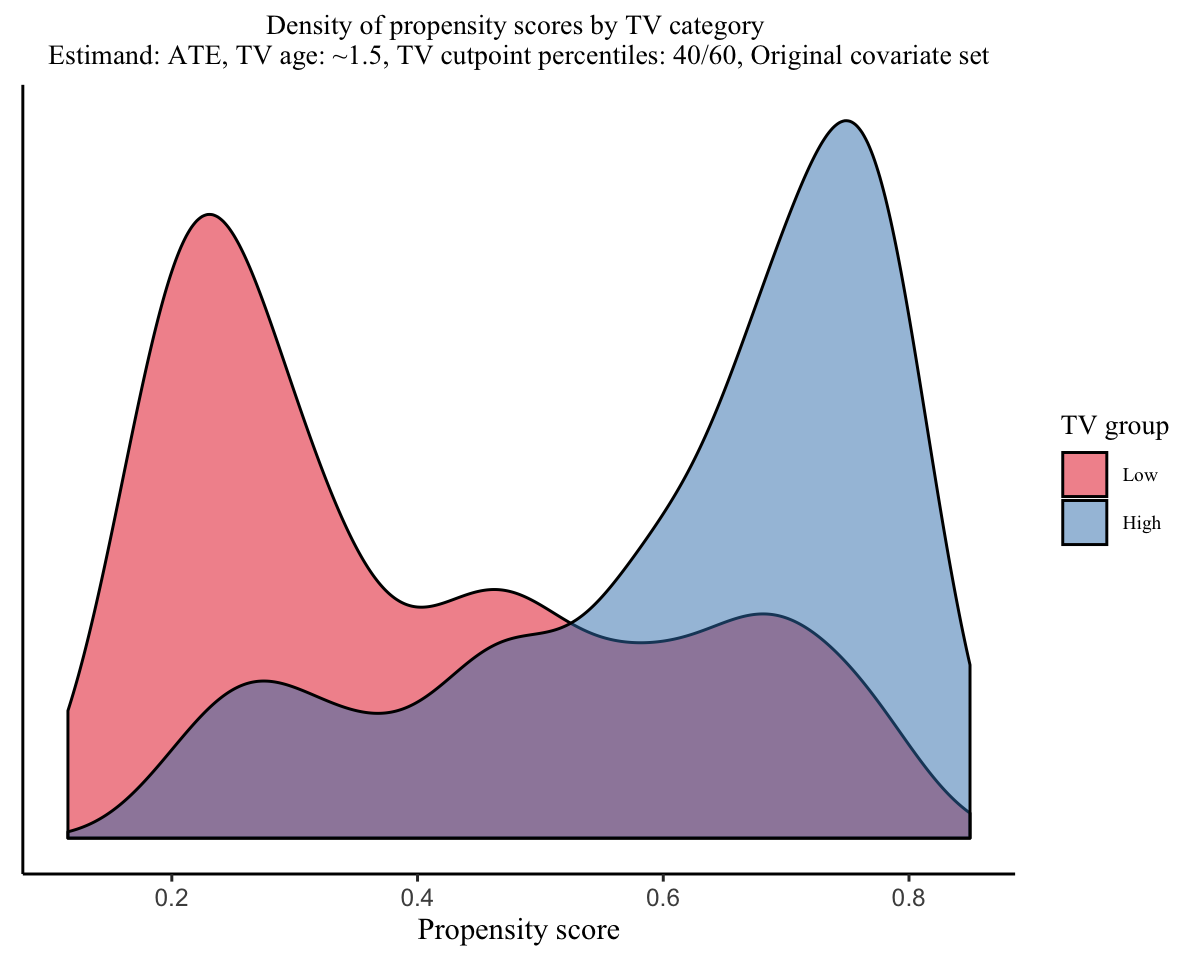 Density of propensity scores by TV category
Estimand: ATE, TV age: ~1.5, TV cutpoint percentiles: 40/60, Original covariate set
TV group
Low
High
0.2
0.4
0.6
0.8
Propensity score